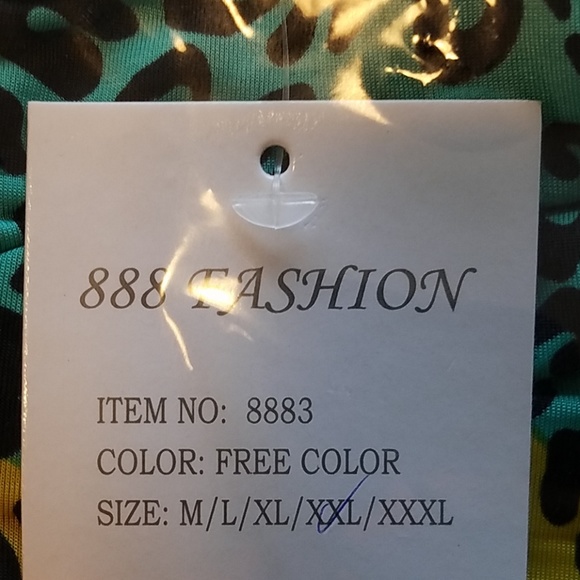 888 FASHION
ITEM NO: 8883
COLOR: FREE COLOR
SIZE: M/L/XL/XXL/XXXL